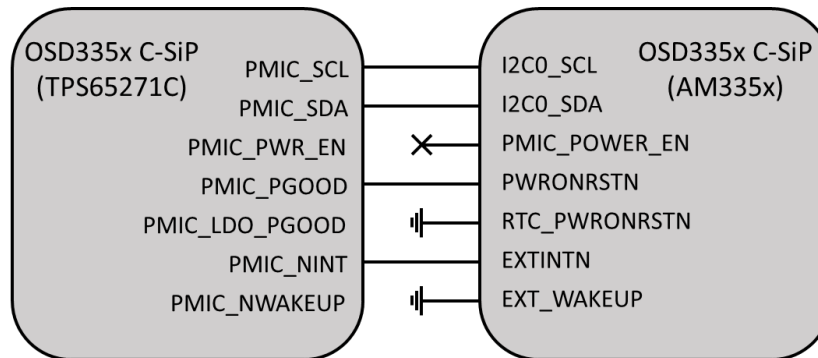 OSD335x C-SiP
(TPS65271C)
PMIC_SCL
PMIC_SDA
PMIC_PWR_EN
PMIC_PGOOD
PMIC_LDO_PGOOD
PMIC_NINT
PMIC_NWAKEUP
OSD335x C-SiP
(AM335x)
I2C0_SCL
I2C0_SDA
PMIC_POWER_EN
PWRONRSTN
RTC_PWRONRSTN
EXTINTN
EXT_WAKEUP